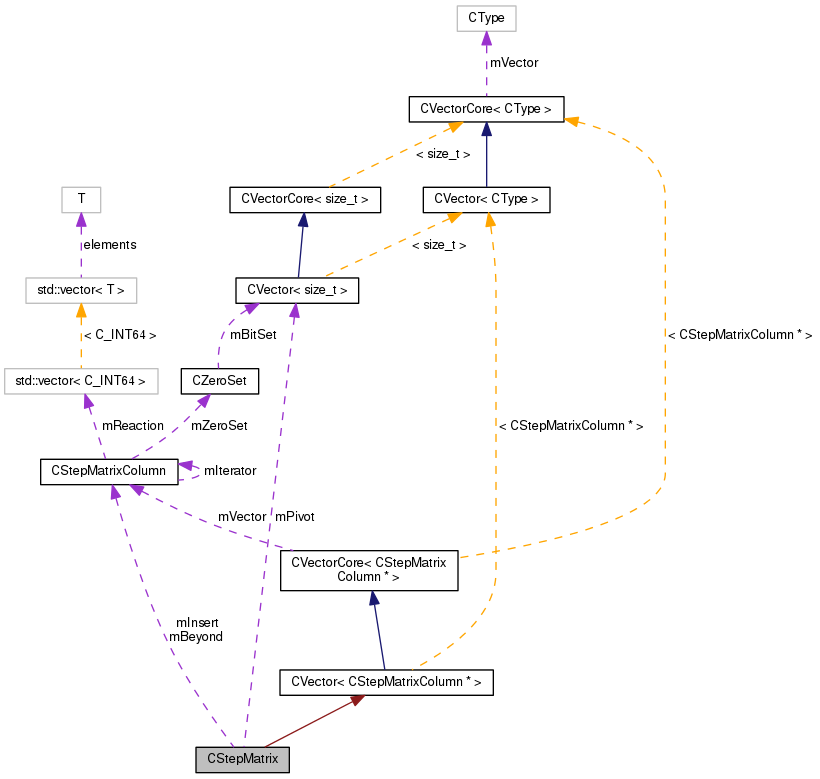 CType
mVector
CVectorCore< CType >
< size_t >
T
CVectorCore< size_t >
CVector< CType >
elements
< size_t >
std::vector< T >
CVector< size_t >
< C_INT64 >
mBitSet
< CStepMatrixColumn * >
std::vector< C_INT64 >
CZeroSet
mReaction
mZeroSet
< CStepMatrixColumn * >
CStepMatrixColumn
mIterator
mVector
mPivot
CVectorCore< CStepMatrix
Column * >
mInsert
mBeyond
CVector< CStepMatrixColumn * >
CStepMatrix